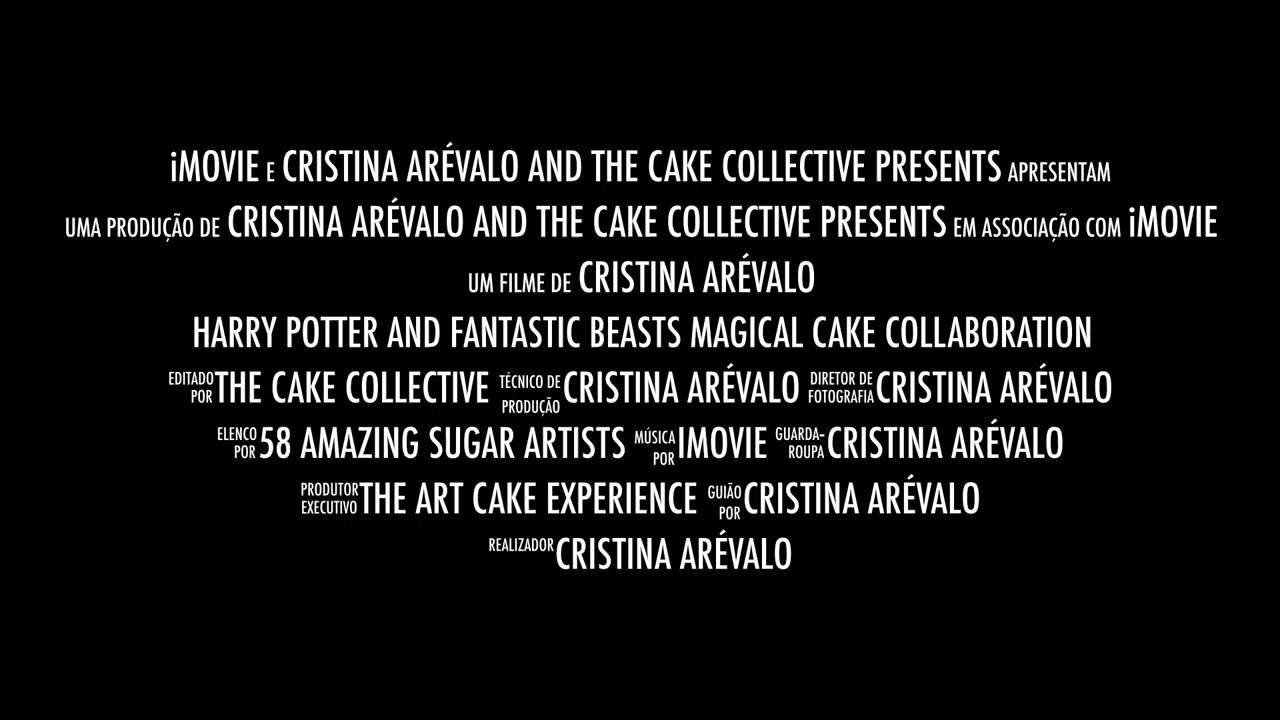 iMOVIE E CRISTINA ARÉVALO AND THE CAKE COLLECTIVE PRESENTS APRESENTAM
UMA PRODUÇÃO DE CRISTINA ARÉVALO AND THE CAKE COLLECTIVE PRESENTS EM ASSOCIAÇÃO COM iMOVIE
UM FILME DE CRISTINA ARÉVALO
HARRY POTTER AND FANTASTIC BEASTS MAGICAL CAKE COLLABORATION
EDITADO POR THE CAKE COLLECTIVE TÉCNICO DE PRODUÇÃO CRISTINA ARÉVALO DIRETOR DE FOTOGRAFIA CRISTINA ARÉVALO
ELENCO POR 58 AMAZING SUGAR ARTISTS MÚSICA POR IMOVIE GUARDA-ROUPA CRISTINA ARÉVALO
PRODUTOR EXECUTIVO THE ART CAKE EXPERIENCE GUIÃO POR CRISTINA ARÉVALO
REALIZADOR CRISTINA ARÉVALO